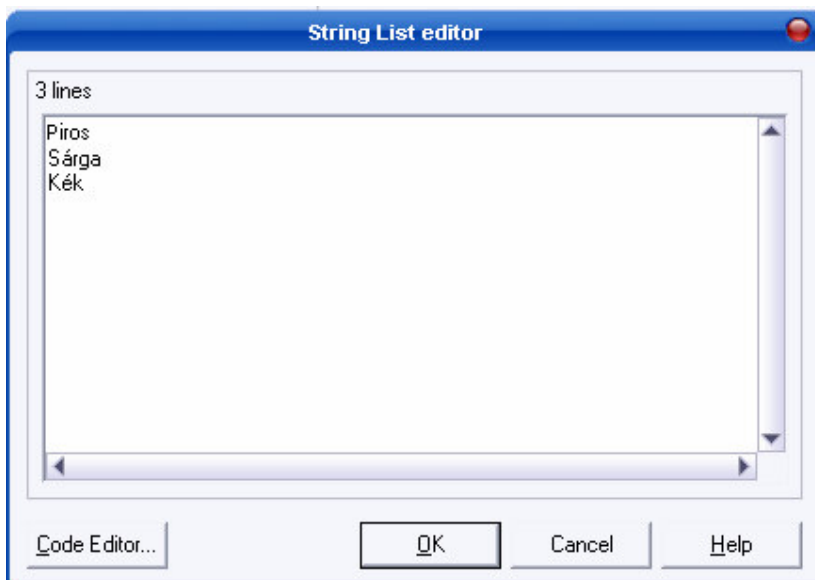 String List editor
3 lines
Piros
Sárga
Kék
Code Editor... OK Cancel Help